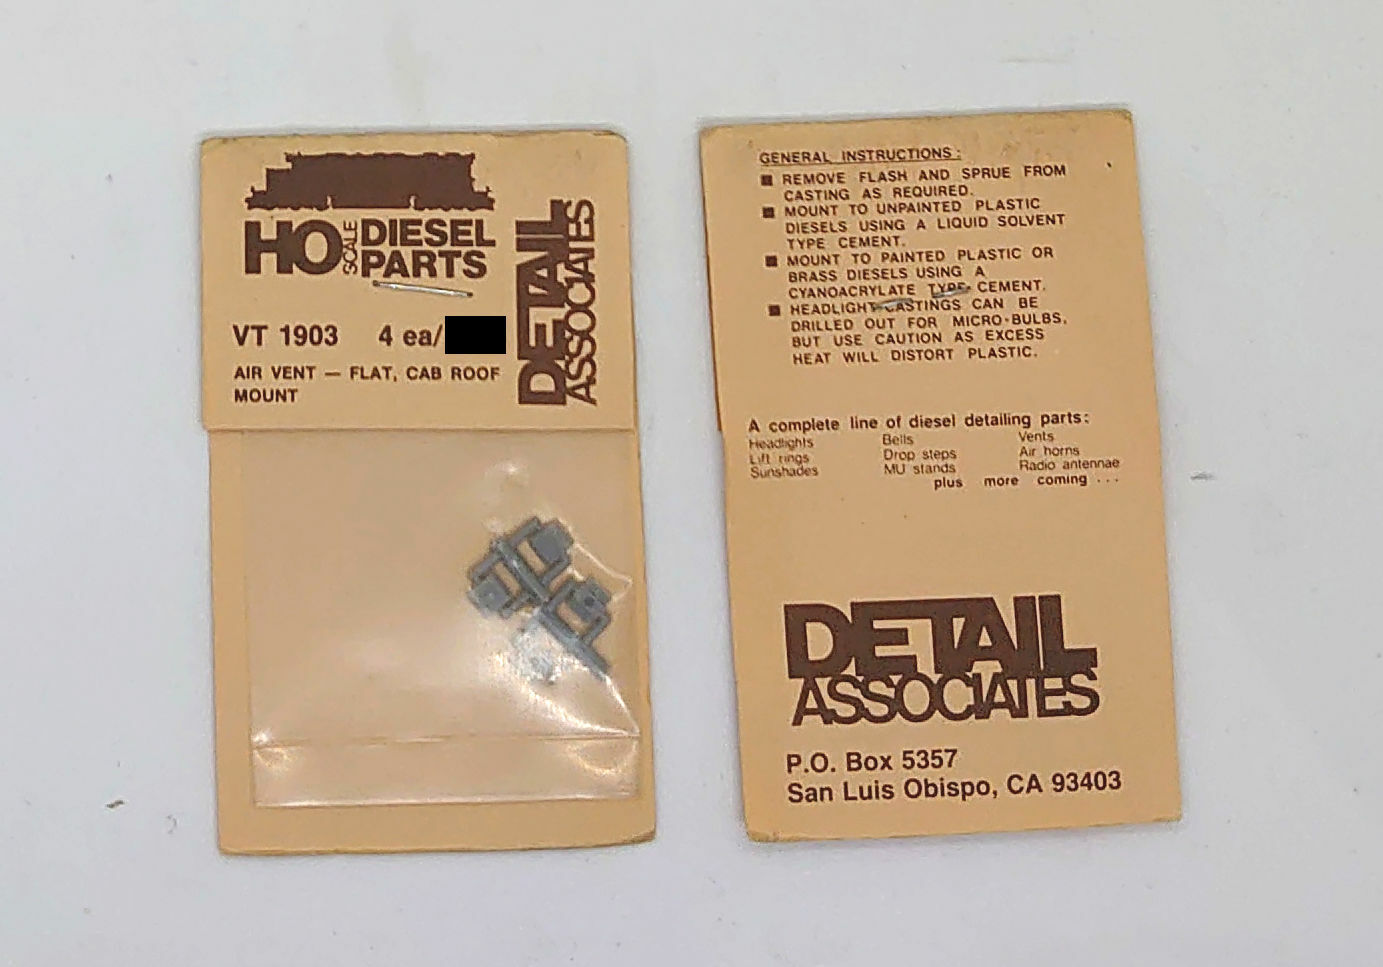 HO SCALE DIESEL PARTS
DETAIL ASSOCIATES
VT 1903 4 ea/
AIR VENT — FLAT, CAB ROOF
MOUNT
GENERAL INSTRUCTIONS:
■ REMOVE FLASH AND SPRUE FROM
CASTING AS REQUIRED.
■ MOUNT TO UNPAINTED PLASTIC
DIESELS USING A LIQUID SOLVENT
TYPE CEMENT.
■ MOUNT TO PAINTED PLASTIC OR
BRASS DIESELS USING A
CYANOACRYLATE TYPE CEMENT.
■ HEADLIGHT CASTINGS CAN BE
DRILLED OUT FOR MICRO-BULBS,
BUT USE CAUTION AS EXCESS
HEAT WILL DISTORT PLASTIC.
A complete line of diesel detailing parts:
Headlights Bells Vents
Lift rings Drop steps Air horns
Sunshades MU stands Radio antennae
plus more coming ...
DETAIL
ASSOCIATES
P.O. Box 5357
San Luis Obispo, CA 93403